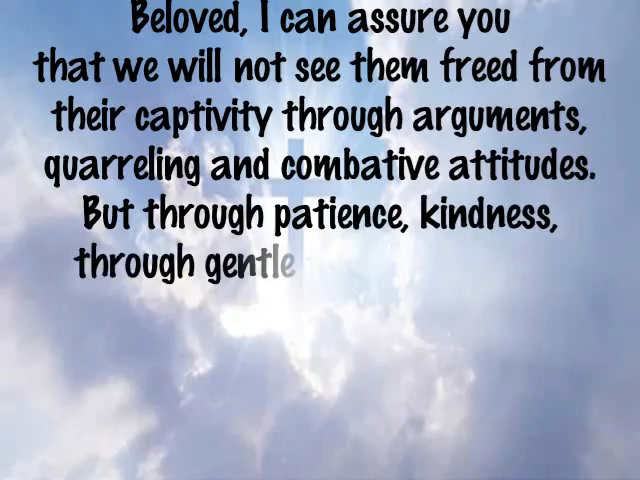 Beloved, I can assure you
that we will not see them freed from
their captivity through arguments,
quarreling and combative attitudes.
But through patience, kindness,
through gentle